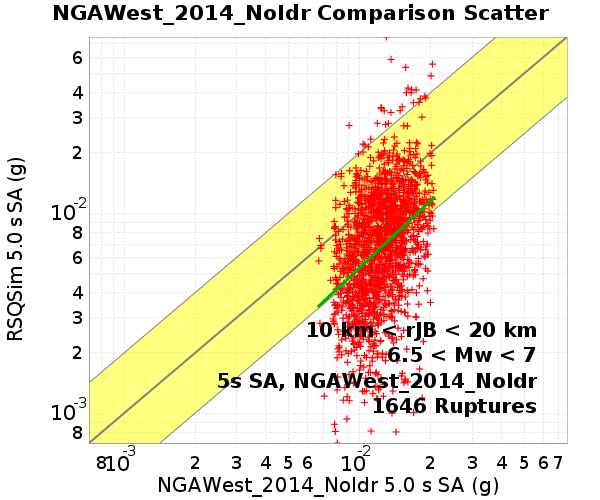 NGAWest_2014_NoIdr Comparison Scatter
RSQSim 5.0 s SA (g)
6
4
3
2
10-2
8
6
4
3
2
10-3
8
10 km < rJB < 20 km
6.5 < Mw < 7
5s SA, NGAWest_2014_NoIdr
1646 Ruptures
8 10-3 2 3 4 5 6 10-2 2 3 4 5 6 7
NGAWest_2014_NoIdr 5.0 s SA (g)